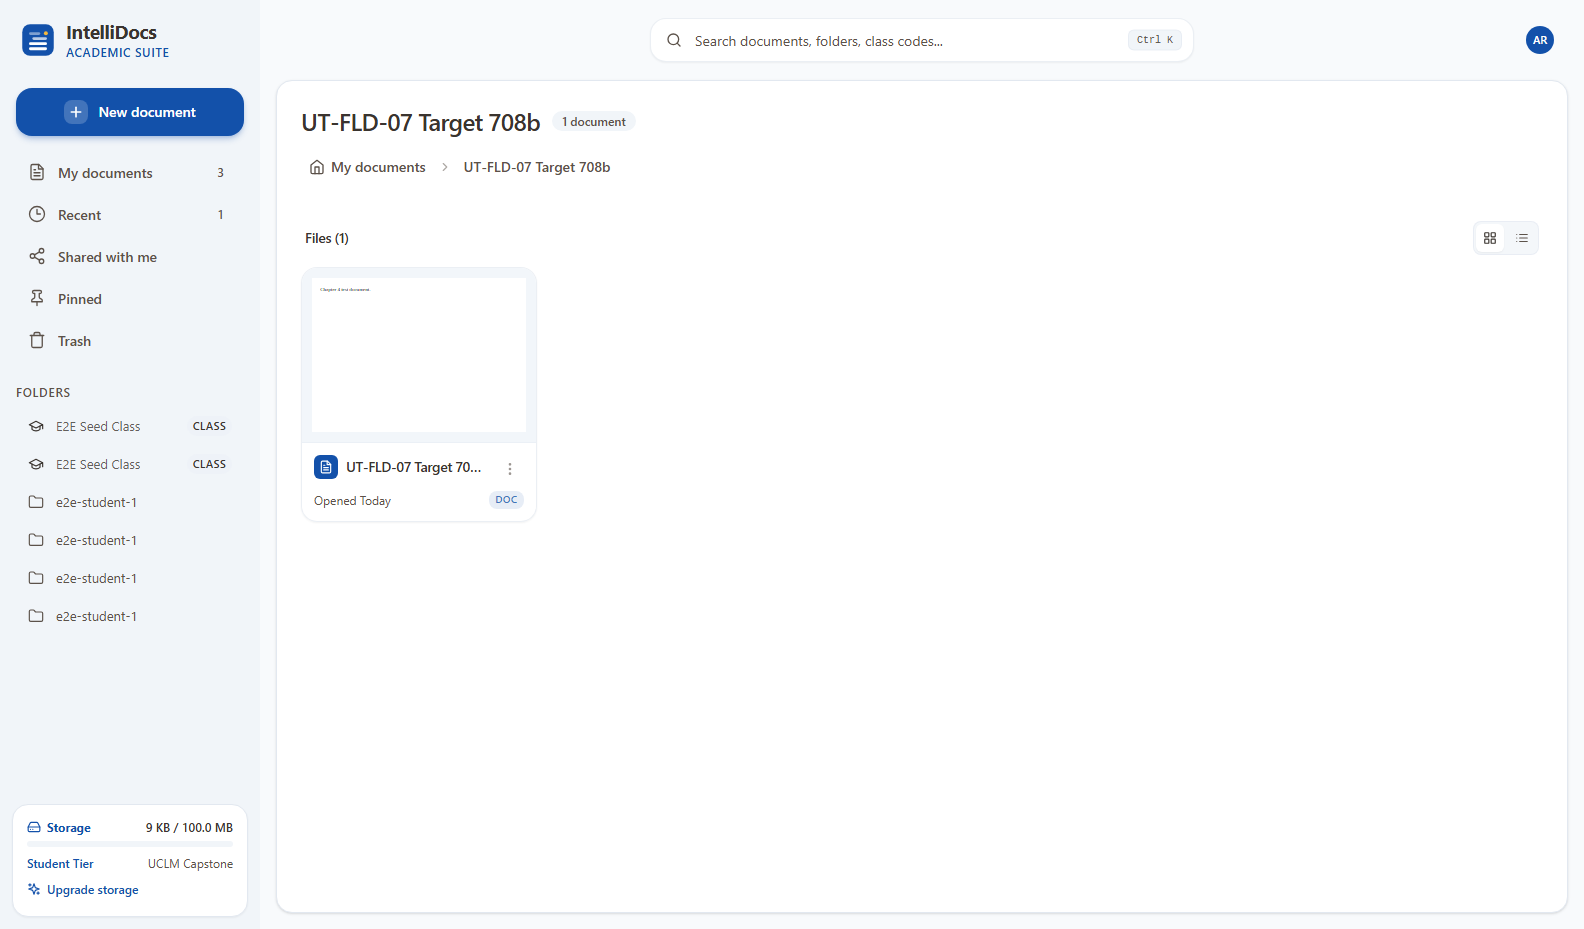 IntelliDocs
ACADEMIC SUITE
Search documents, folders, class codes...
Ctrl K
AR
New document
My documents 3
Recent 1
Shared with me
Pinned
Trash
FOLDERS
E2E Seed Class CLASS
E2E Seed Class CLASS
e2e-student-1
e2e-student-1
e2e-student-1
e2e-student-1
Storage 9 KB / 100.0 MB
Student Tier UCLM Capstone
Upgrade storage
UT-FLD-07 Target 708b 1 document
My documents > UT-FLD-07 Target 708b
Files (1)
Chapter 4 test document.
UT-FLD-07 Target 70...
Opened Today DOC